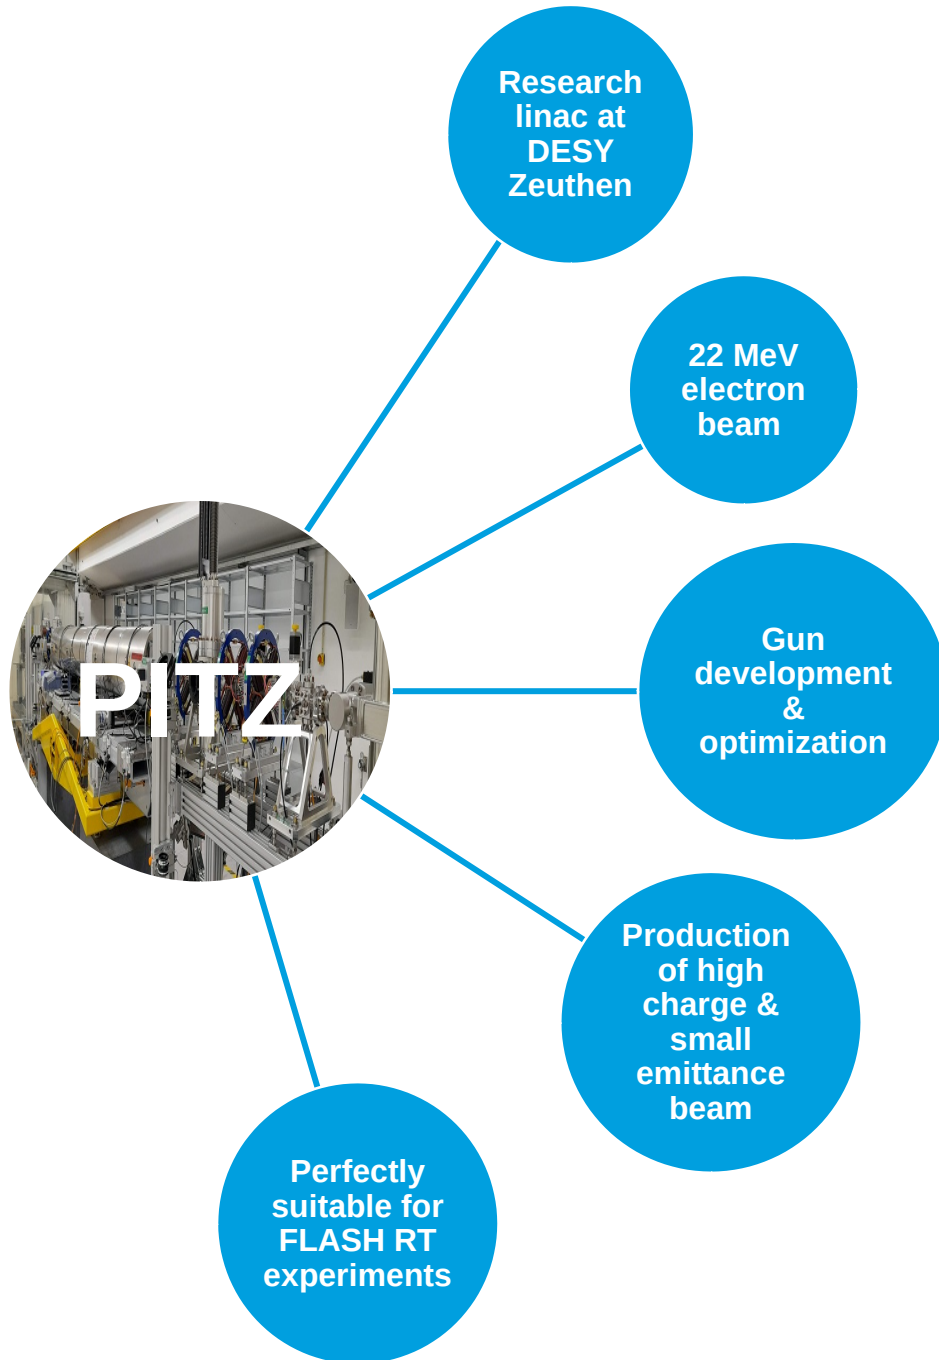 Research
linac at
DESY
Zeuthen
22 MeV
electron
beam
Gun
development
&
optimization
PITZ
Production
of high
charge &
small
emittance
beam
Perfectly
suitable for
FLASH RT
experiments